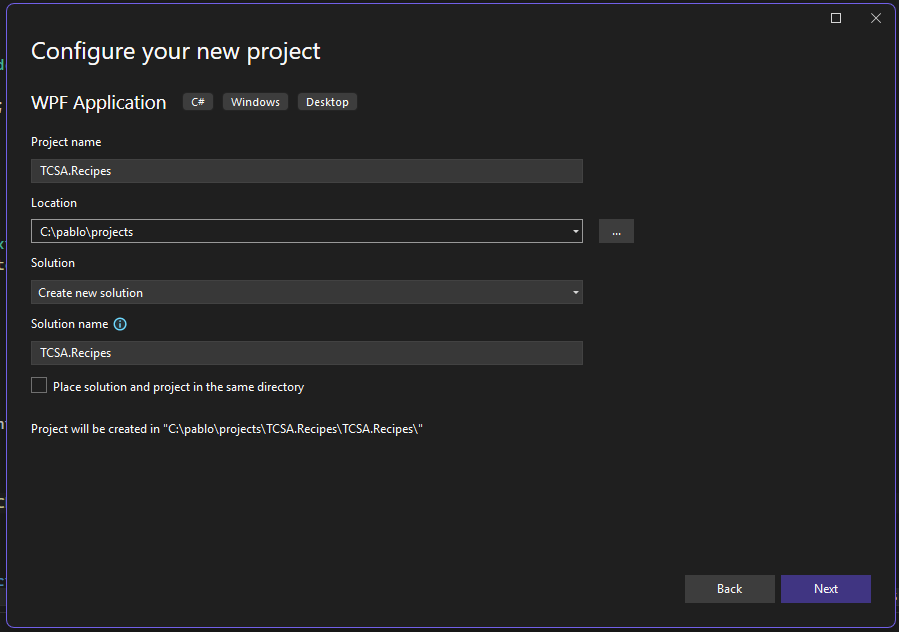 Configure your new project
WPF Application C# Windows Desktop
Project name
TCSA.Recipes
Location
C:\pablo\projects
...
Solution
Create new solution
Solution name
TCSA.Recipes
Place solution and project in the same directory
Project will be created in "C:\pablo\projects\TCSA.Recipes\TCSA.Recipes\"
Back Next